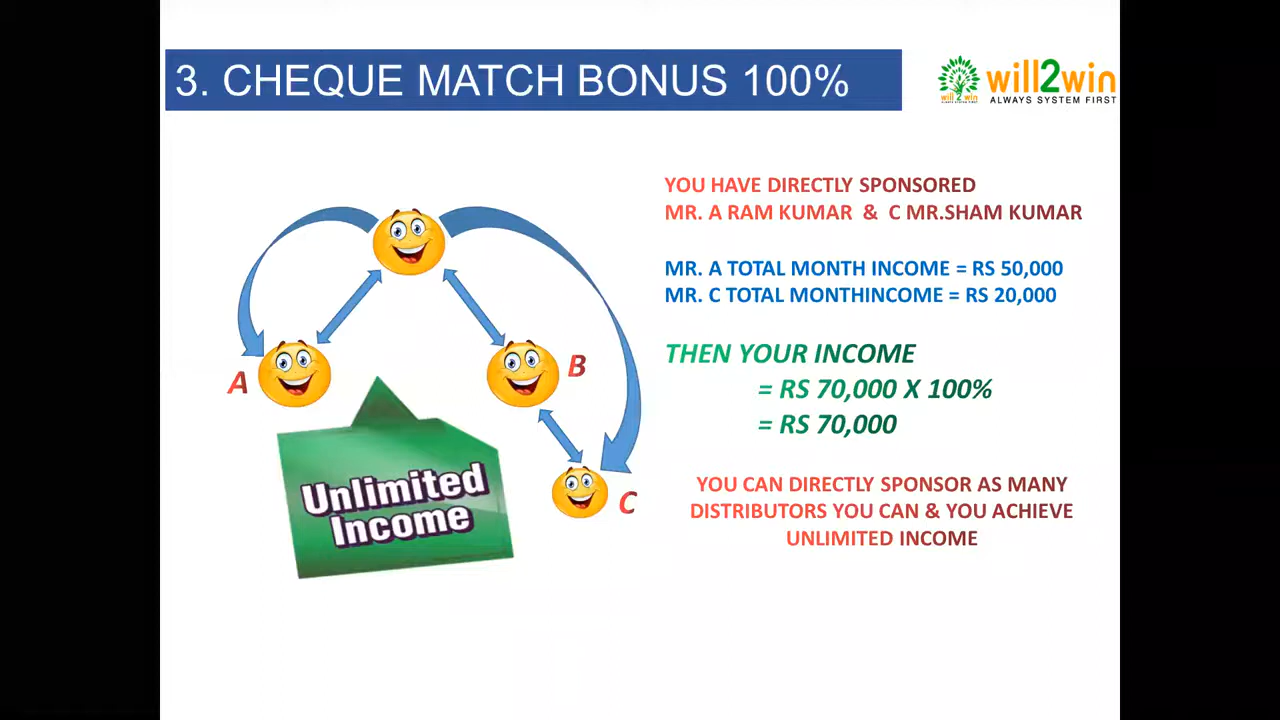 3. CHEQUE MATCH BONUS 100%
will 2 win
will2win
ALWAYS SYSTEM FIRST
YOU HAVE DIRECTLY SPONSORED
MR. A RAM KUMAR & C MR.SHAM KUMAR
MR. A TOTAL MONTH INCOME = RS 50,000
MR. C TOTAL MONTHINCOME = RS 20,000
THEN YOUR INCOME
= RS 70,000 X 100%
= RS 70,000
A
B
C
Unlimited
Income
YOU CAN DIRECTLY SPONSOR AS MANY
DISTRIBUTORS YOU CAN & YOU ACHIEVE
UNLIMITED INCOME